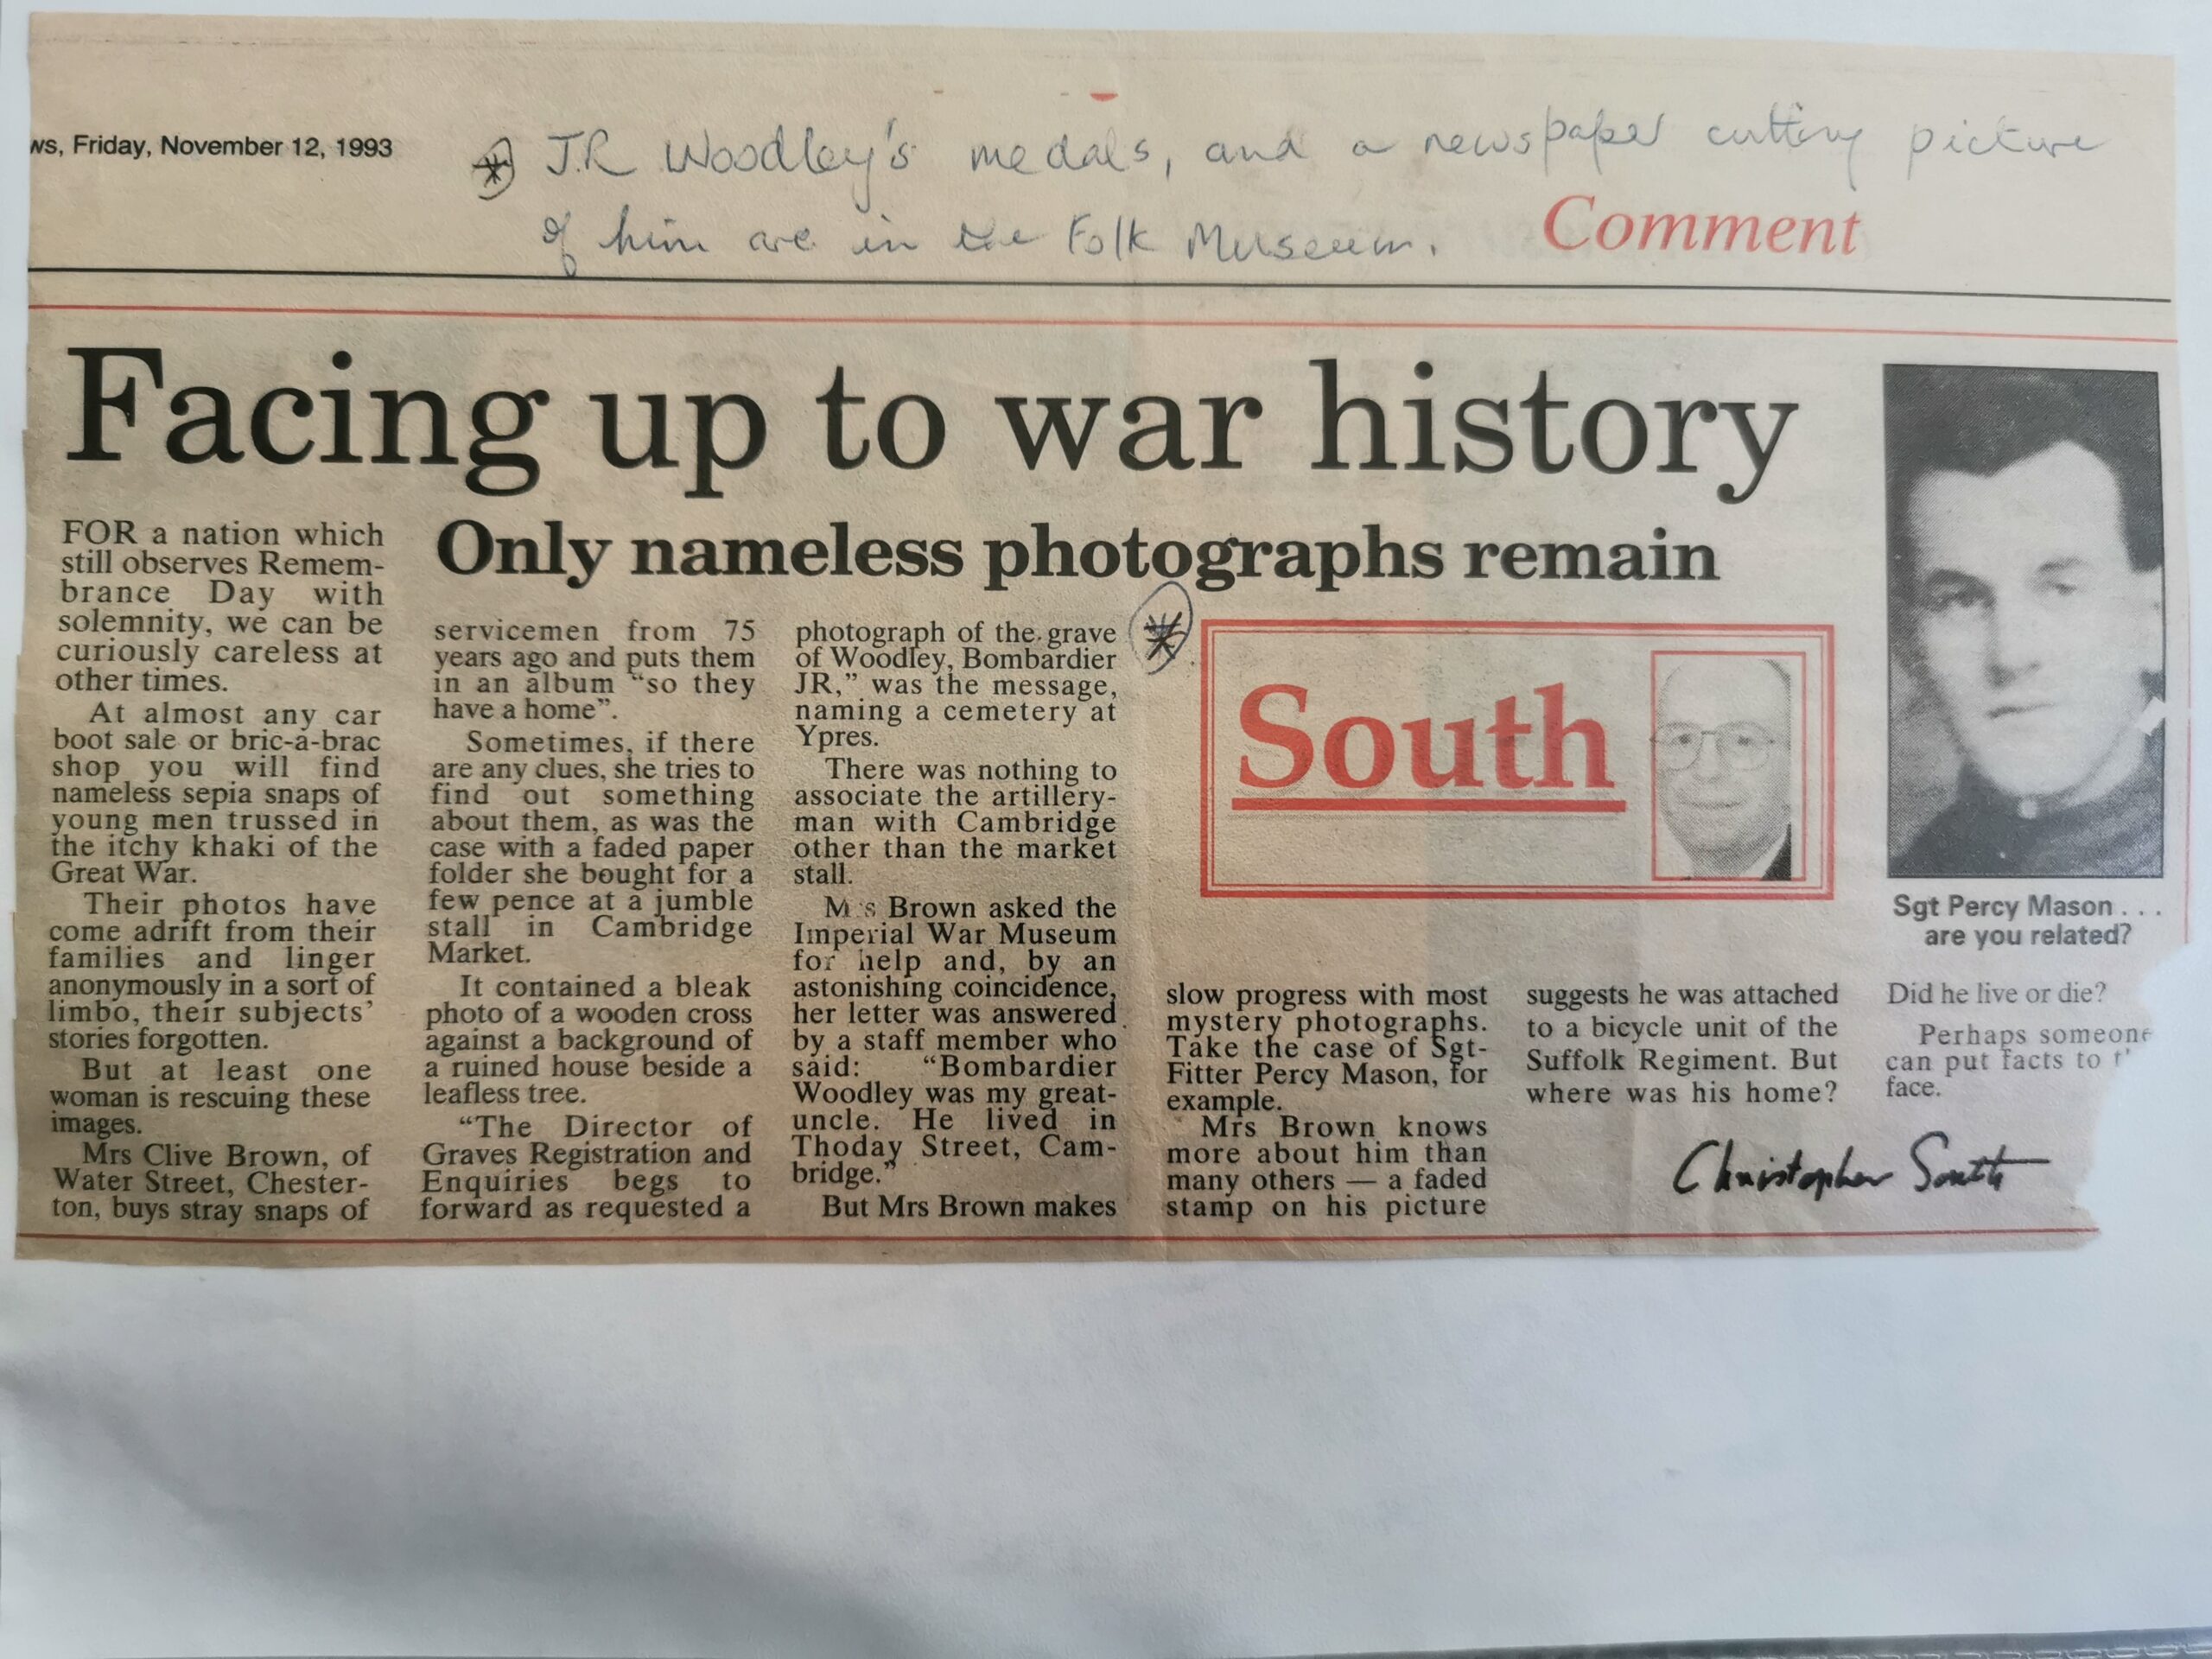 ws, Friday, November 12, 1993
* J.R Woodley's medals, and a newspaper cutting picture
of him are in the Folk Museum.
Comment
Facing up to war history
Only nameless photographs remain
FOR a nation which
still observes Remem-
brance Day with
solemnity, we can be
curiously careless at
other times.
At almost any car
boot sale or bric-a-brac
shop you will find
nameless sepia snaps of
young men trussed in
the itchy khaki of the
Great War.
Their photos have
come adrift from their
families and linger
anonymously in a sort of
limbo, their subjects'
stories forgotten.
But at least one
woman is rescuing these
images.
Mrs Clive Brown, of
Water Street, Chester-
ton, buys stray snaps of
servicemen from 75
years ago and puts them
in an album "so they
have a home".
Sometimes, if there
are any clues, she tries to
find out something
about them, as was the
case with a faded paper
folder she bought for a
few pence at a jumble
stall in Cambridge
Market.
It contained a bleak
photo of a wooden cross
against a background of
a ruined house beside a
leafless tree.
"The Director of
Graves Registration and
Enquiries begs to
forward as requested a
photograph of the grave
of Woodley, Bombardier
JR," was the message,
naming a cemetery at
Ypres.
There was nothing to
associate the artillery-
man with Cambridge
other than the market
stall.
Mrs Brown asked the
Imperial War Museum
for help and, by an
astonishing coincidence,
her letter was answered
by a staff member who
said: "Bombardier
Woodley was my great-
uncle. He lived in
Thoday Street, Cam-
bridge."
But Mrs Brown makes
*
South
slow progress with most
mystery photographs.
Take the case of Sgt-
Fitter Percy Mason, for
example.
Mrs Brown knows
more about him than
many others — a faded
stamp on his picture
suggests he was attached
to a bicycle unit of the
Suffolk Regiment. But
where was his home?
Sgt Percy Mason . . .
are you related?
Did he live or die?
Perhaps someone
can put facts to t'
face.
Christopher South